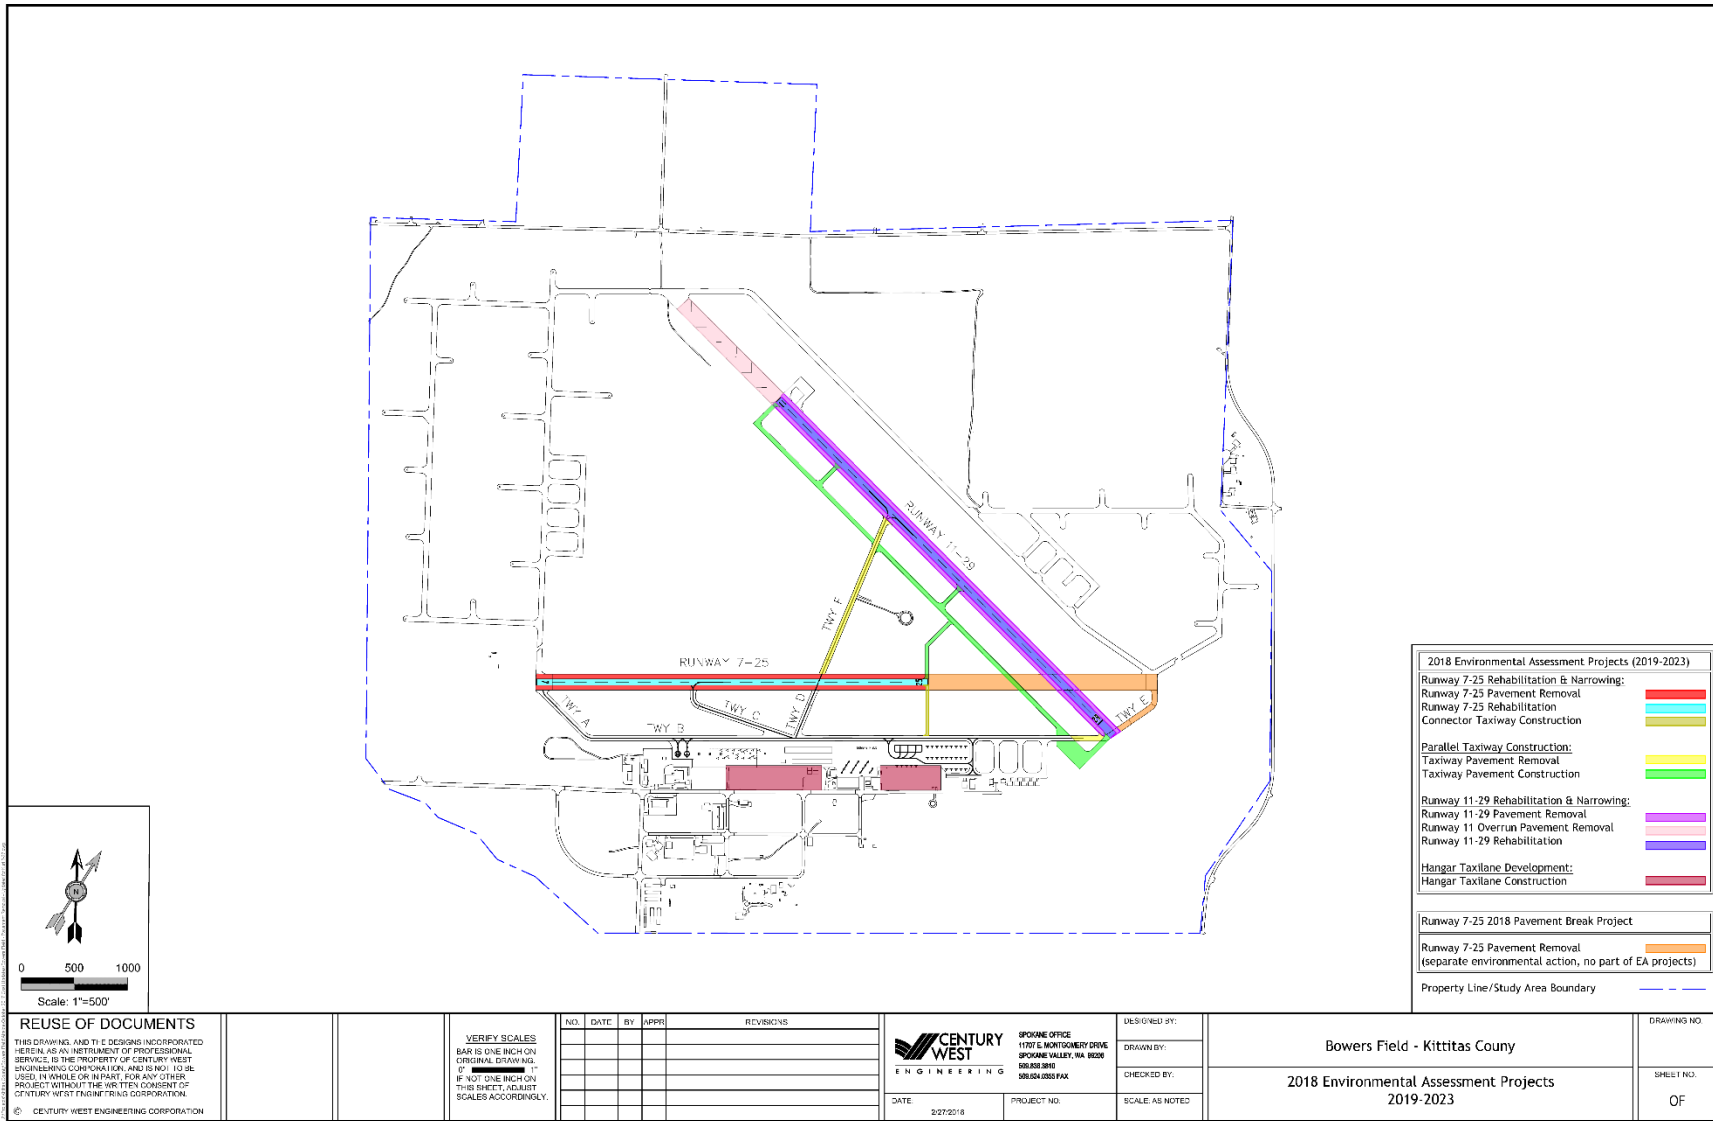 RUNWAY 11-29
TWY F
RUNWAY 7-25
7
25
TWY A
TWY B
TWY C
TWY D
TWY E
2018 Environmental Assessment Projects (2019-2023)
Runway 7-25 Rehabilitation & Narrowing:
Runway 7-25 Pavement Removal
Runway 7-25 Rehabilitation
Connector Taxiway Construction
Parallel Taxiway Construction:
Taxiway Pavement Removal
Taxiway Pavement Construction
Runway 11-29 Rehabilitation & Narrowing:
Runway 11-29 Pavement Removal
Runway 11 Overrun Pavement Removal
Runway 11-29 Rehabilitation
Hangar Taxilane Development:
Hangar Taxilane Construction
Runway 7-25 2018 Pavement Break Project
Runway 7-25 Pavement Removal
(separate environmental action, no part of EA projects)
Property Line/Study Area Boundary
N
0 500 1000
Scale: 1"=500'
REUSE OF DOCUMENTS
THIS DRAWING, AND THE DESIGNS INCORPORATED
HEREIN, AS AN INSTRUMENT OF PROFESSIONAL
SERVICE, IS THE PROPERTY OF CENTURY WEST
ENGINEERING CORPORATION, AND IS NOT TO BE
USED, IN WHOLE OR IN PART, FOR ANY OTHER
PROJECT WITHOUT THE WRITTEN CONSENT OF
CENTURY WEST ENGINEERING CORPORATION.
© CENTURY WEST ENGINEERING CORPORATION
VERIFY SCALES
BAR IS ONE INCH ON
ORIGINAL DRAWING.
0" 1"
IF NOT ONE INCH ON
THIS SHEET, ADJUST
SCALES ACCORDINGLY.
NO. DATE BY APPR REVISIONS
CENTURY
WEST
ENGINEERING
SPOKANE OFFICE
11707 E. MONTGOMERY DRIVE
SPOKANE VALLEY, WA 99206
509.838.3810
509.624.0355 FAX
DATE:
2/27/2018
PROJECT NO:
DESIGNED BY:
DRAWN BY:
CHECKED BY:
SCALE: AS NOTED
Bowers Field - Kittitas Couny
2018 Environmental Assessment Projects
2019-2023
DRAWING NO.
SHEET NO.
OF